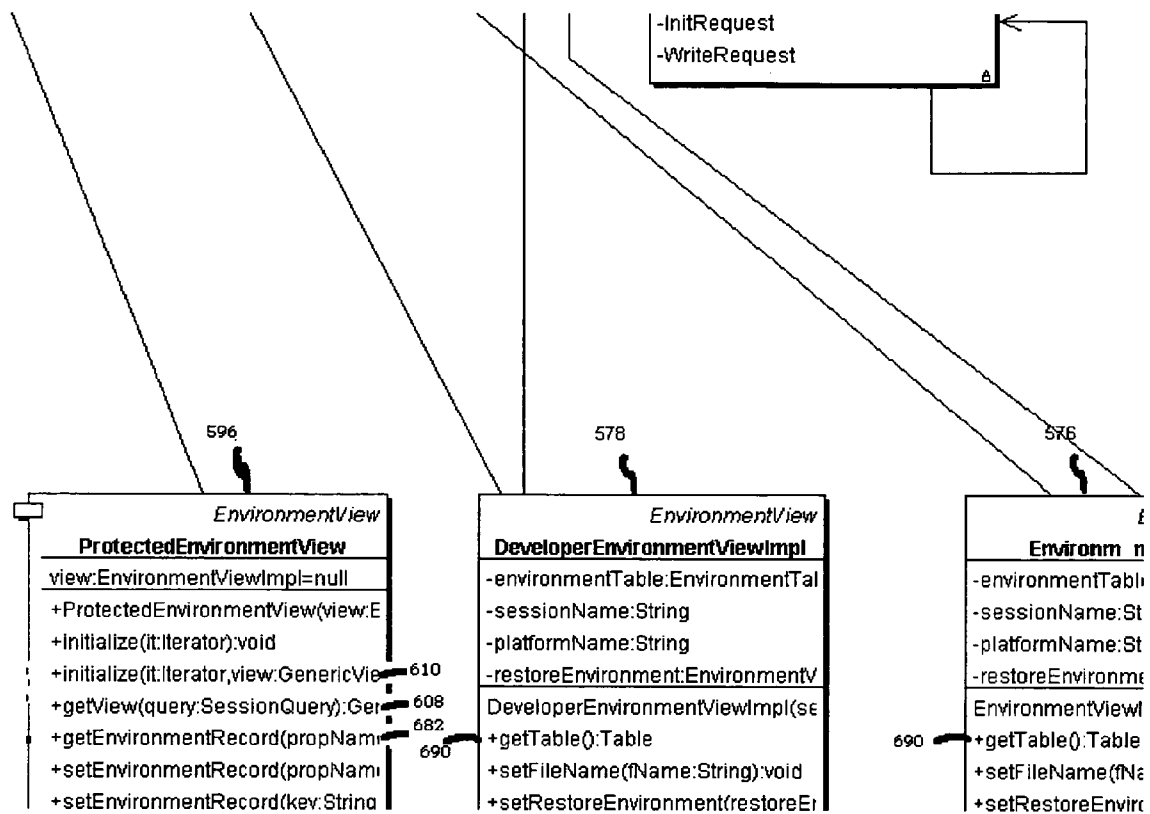 -InitRequest
-WriteRequest
596
578
576
EnvironmentView
ProtectedEnvironmentView
view:EnvironmentViewImpl=null
+ProtectedEnvironmentView(view:E
+initialize(it:Iterator):void
+initialize(it:Iterator,view:GenericVie
610
+getView(query:SessionQuery):Ger
608
+getEnvironmentRecord(propNam
682
+setEnvironmentRecord(propNam
+setEnvironmentRecord(key:String
EnvironmentView
DeveloperEnvironmentViewImpl
-environmentTable:EnvironmentTal
-sessionName:String
-platformName:String
-restoreEnvironment:EnvironmentV
DeveloperEnvironmentViewImpl(se
690
+getTable():Table
+setFileName(fName:String):void
+setRestoreEnvironment(restoreEr
E
Environm
-environmentTabl
-sessionName:St
-platformName:St
-restoreEnvironme
EnvironmentViewI
690
+getTable():Table
+setFileName(fNa
+setRestoreEnviro